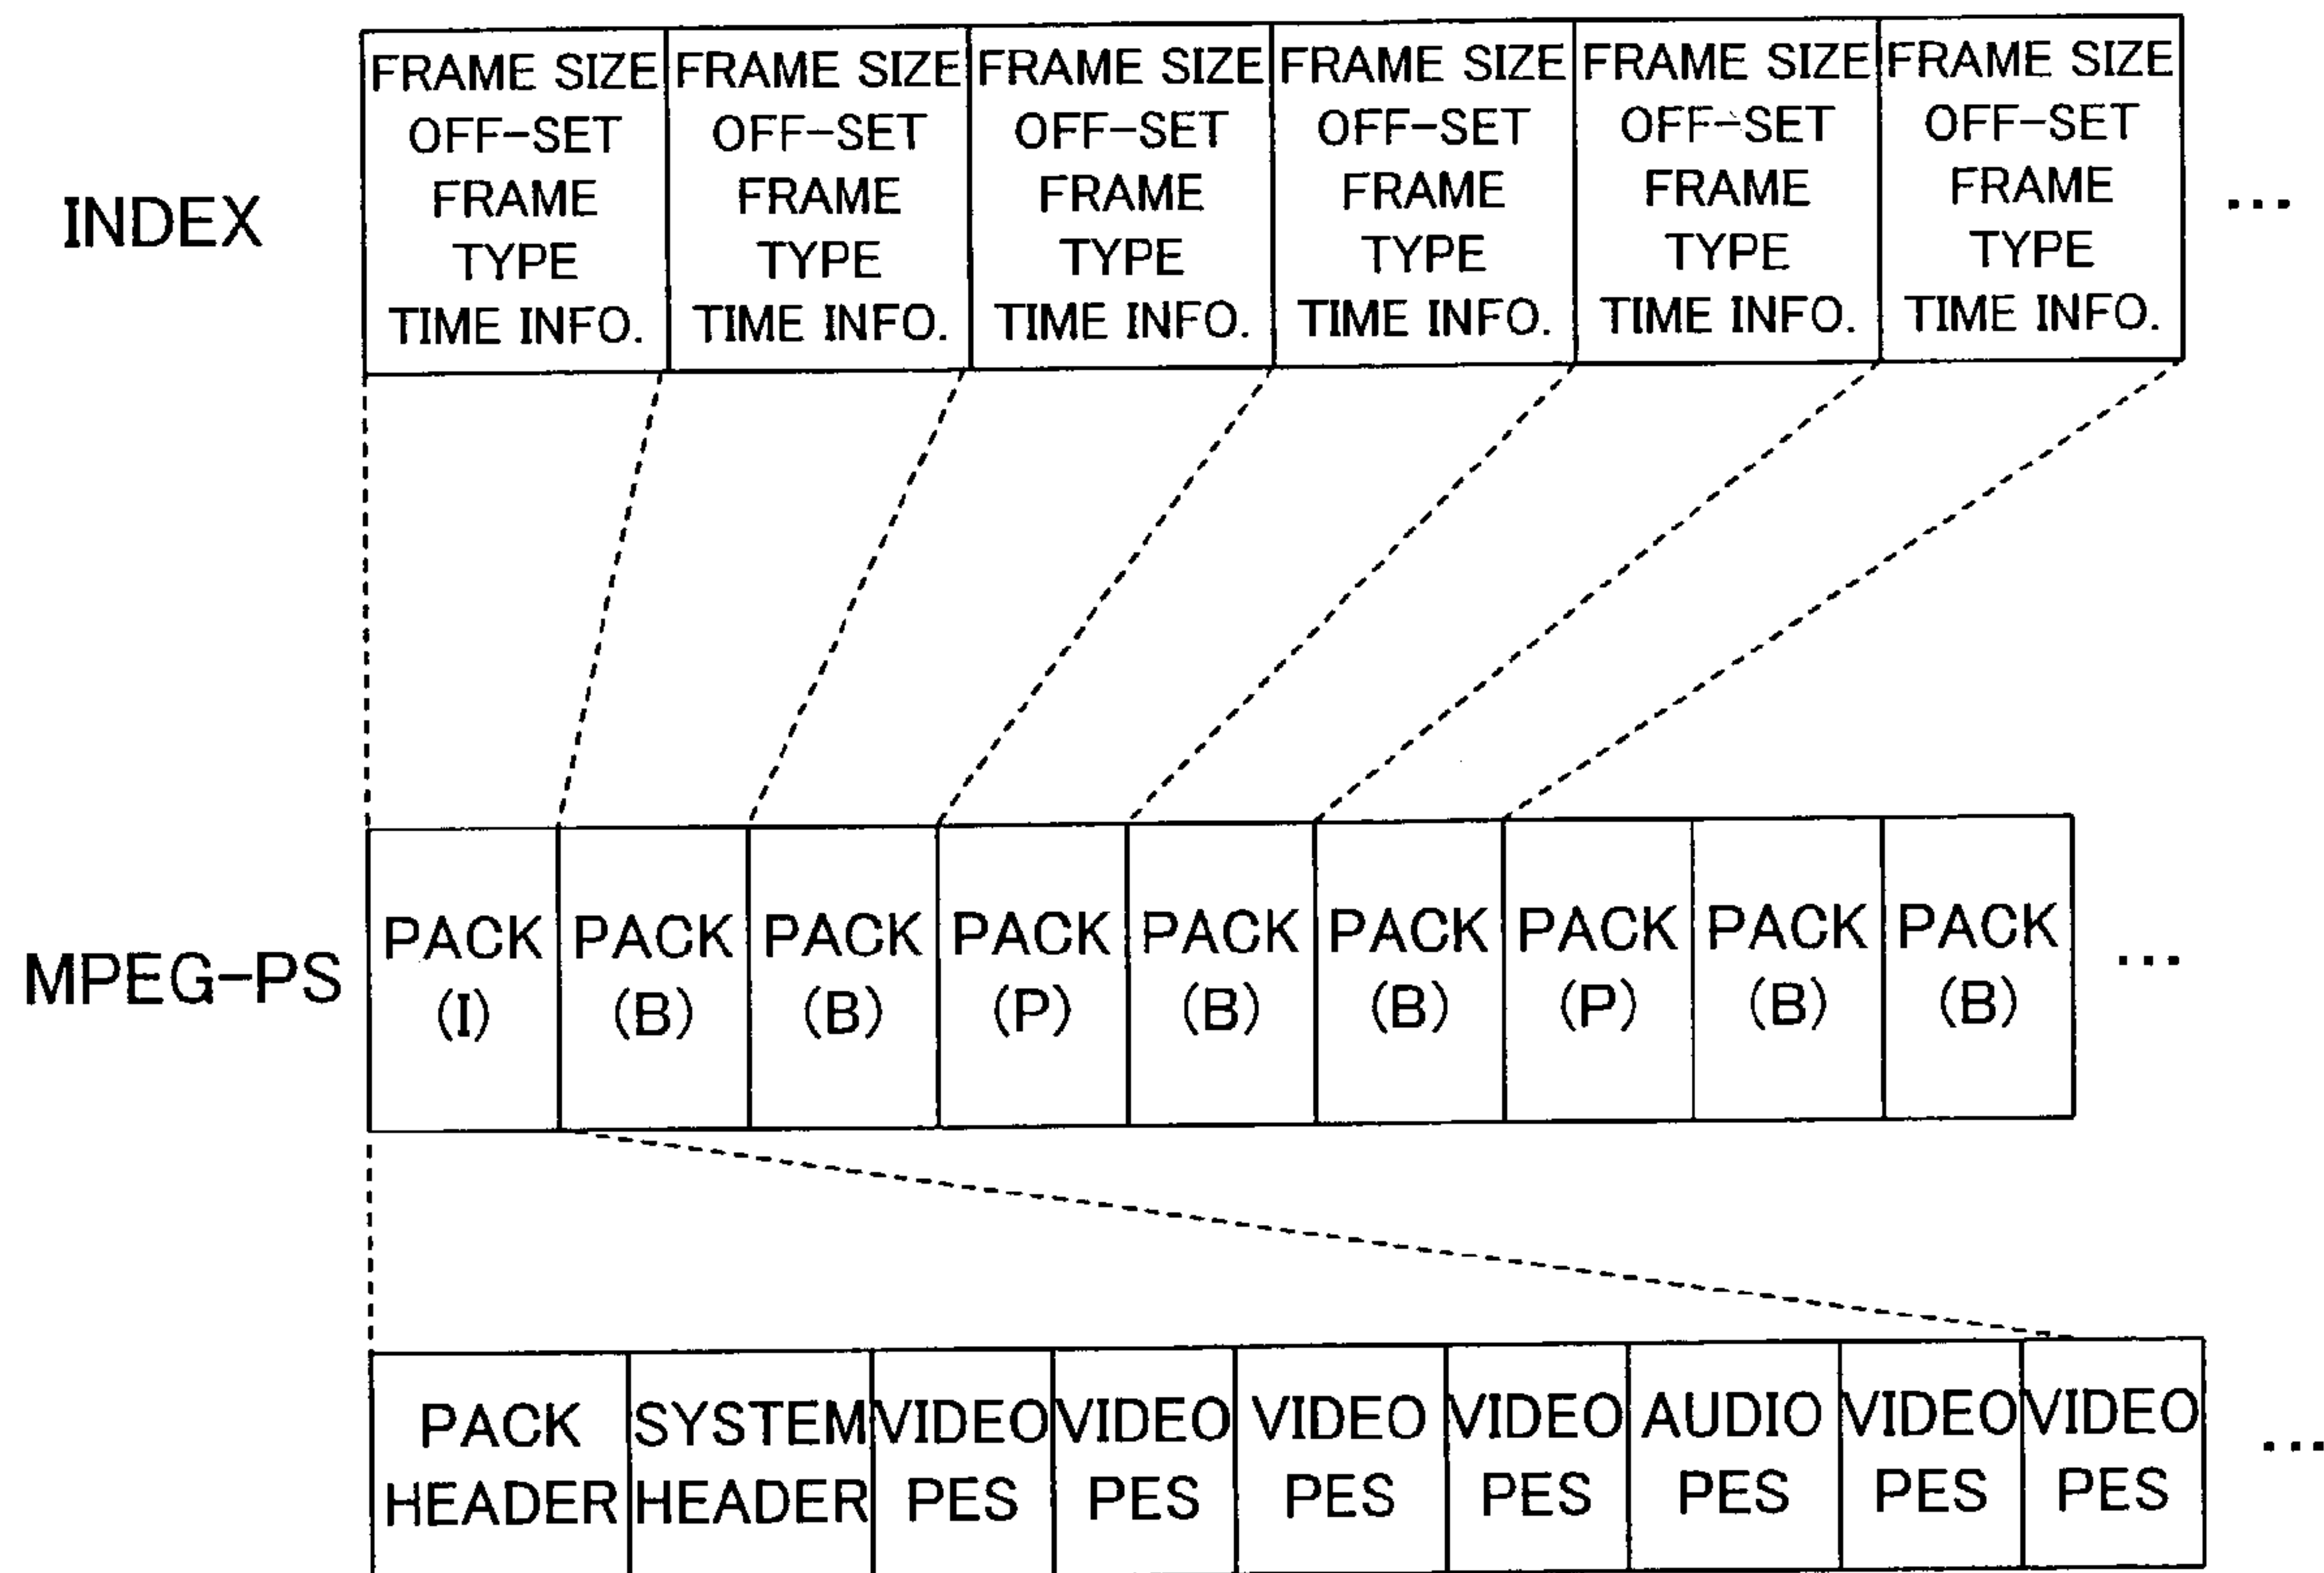 FRAME SIZE FRAME SIZE FRAME SIZE FRAME SIZE FRAME SIZE FRAME SIZE
OFF-SET OFF-SET OFF-SET OFF-SET OFF-SET OFF-SET
INDEX FRAME FRAME FRAME FRAME FRAME FRAME ...
TYPE TYPE TYPE TYPE TYPE TYPE
TIME INFO. TIME INFO. TIME INFO. TIME INFO. TIME INFO. TIME INFO.
MPEG-PS PACK PACK PACK PACK PACK PACK PACK PACK PACK ...
(I) (B) (B) (P) (B) (B) (P) (B) (B)
PACK SYSTEM VIDEO VIDEO VIDEO VIDEO AUDIO VIDEO VIDEO ...
HEADER HEADER PES PES PES PES PES PES PES